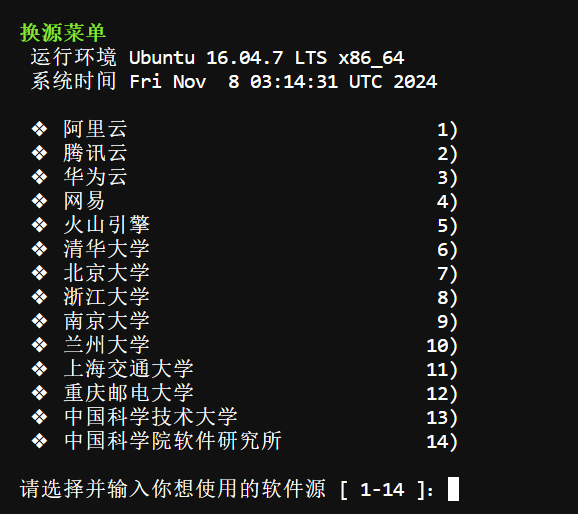 换源菜单
运行环境 Ubuntu 16.04.7 LTS x86_64
系统时间 Fri Nov  8 03:14:31 UTC 2024
❖ 阿里云 1)
❖ 腾讯云 2)
❖ 华为云 3)
❖ 网易 4)
❖ 火山引擎 5)
❖ 清华大学 6)
❖ 北京大学 7)
❖ 浙江大学 8)
❖ 南京大学 9)
❖ 兰州大学 10)
❖ 上海交通大学 11)
❖ 重庆邮电大学 12)
❖ 中国科学技术大学 13)
❖ 中国科学院软件研究所 14)
请选择并输入你想使用的软件源 [ 1-14 ]: